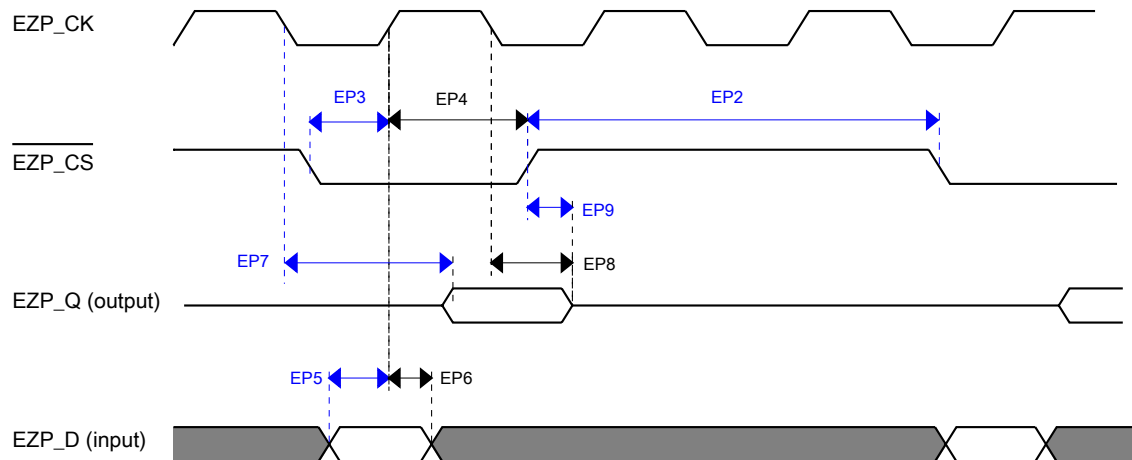 EZP_CK
EP3
EP4
EP2
EZP_CS
EP9
EP7
EP8
EZP_Q (output)
EP5
EP6
EZP_D (input)